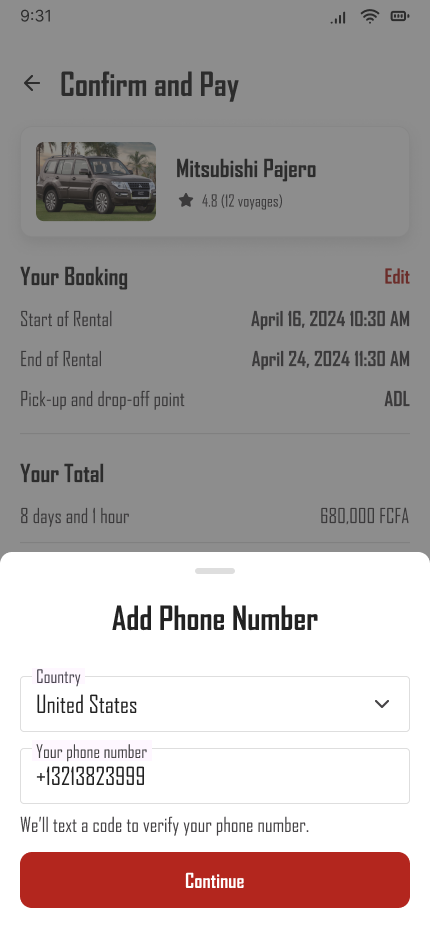 9:31
Confirm and Pay
Mitsubishi Pajero
4.8 (12 voyages)
Your Booking Edit
Start of Rental April 16, 2024 10:30 AM
End of Rental April 24, 2024 11:30 AM
Pick-up and drop-off point ADL
Your Total
8 days and 1 hour 680,000 FCFA
Add Phone Number
Country
United States
Your phone number
+13213823999
We'll text a code to verify your phone number.
Continue